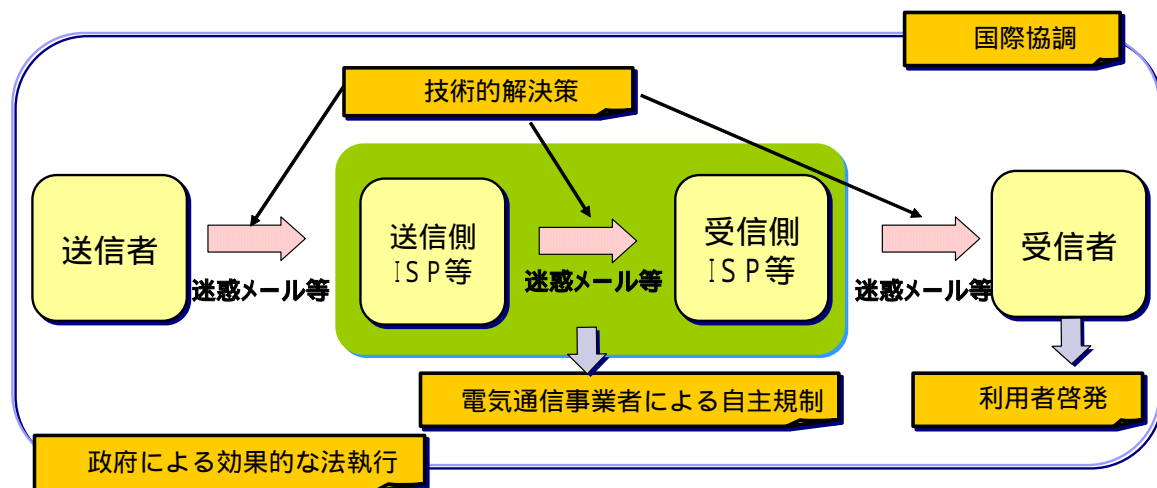 国際協調
技術的解決策
送信者
迷惑メール等
送信側
ISP等
迷惑メール等
受信側
ISP等
迷惑メール等
受信者
電気通信事業者による自主規制
利用者啓発
政府による効果的な法執行